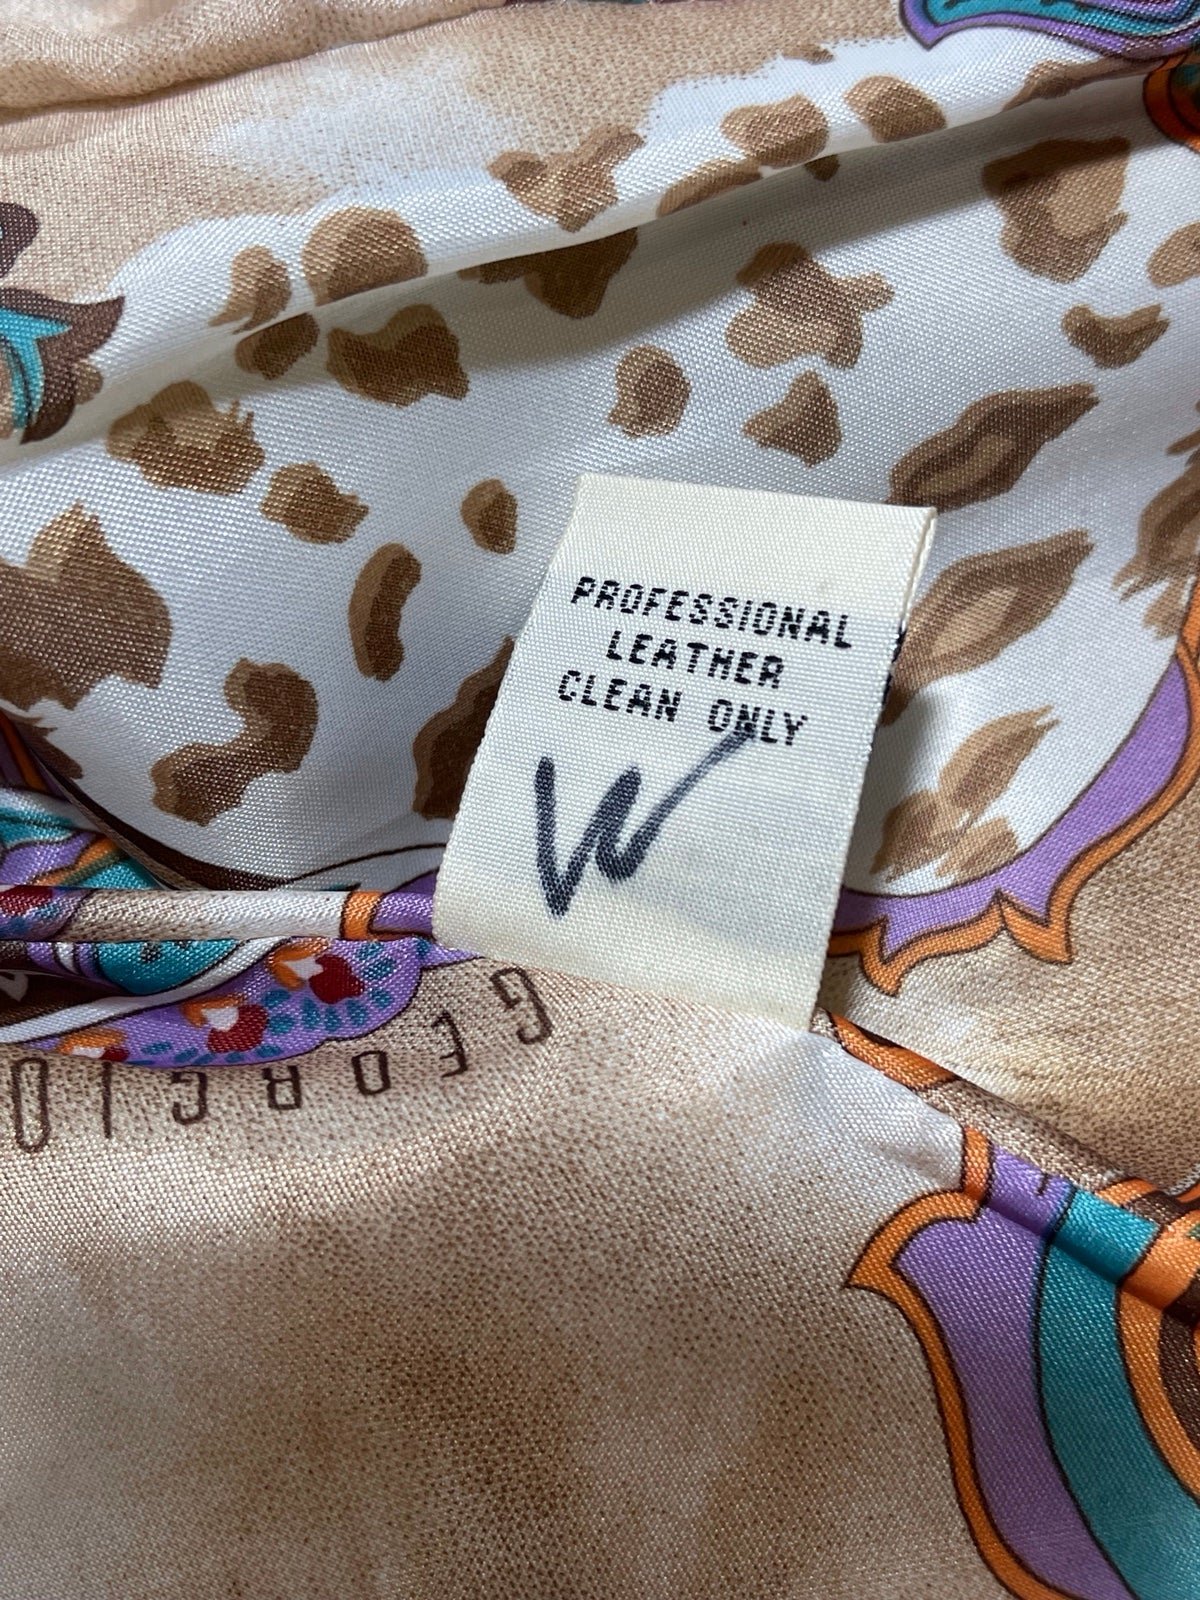 PROFESSIONAL
LEATHER
CLEAN ONLY
W
GEORGIO